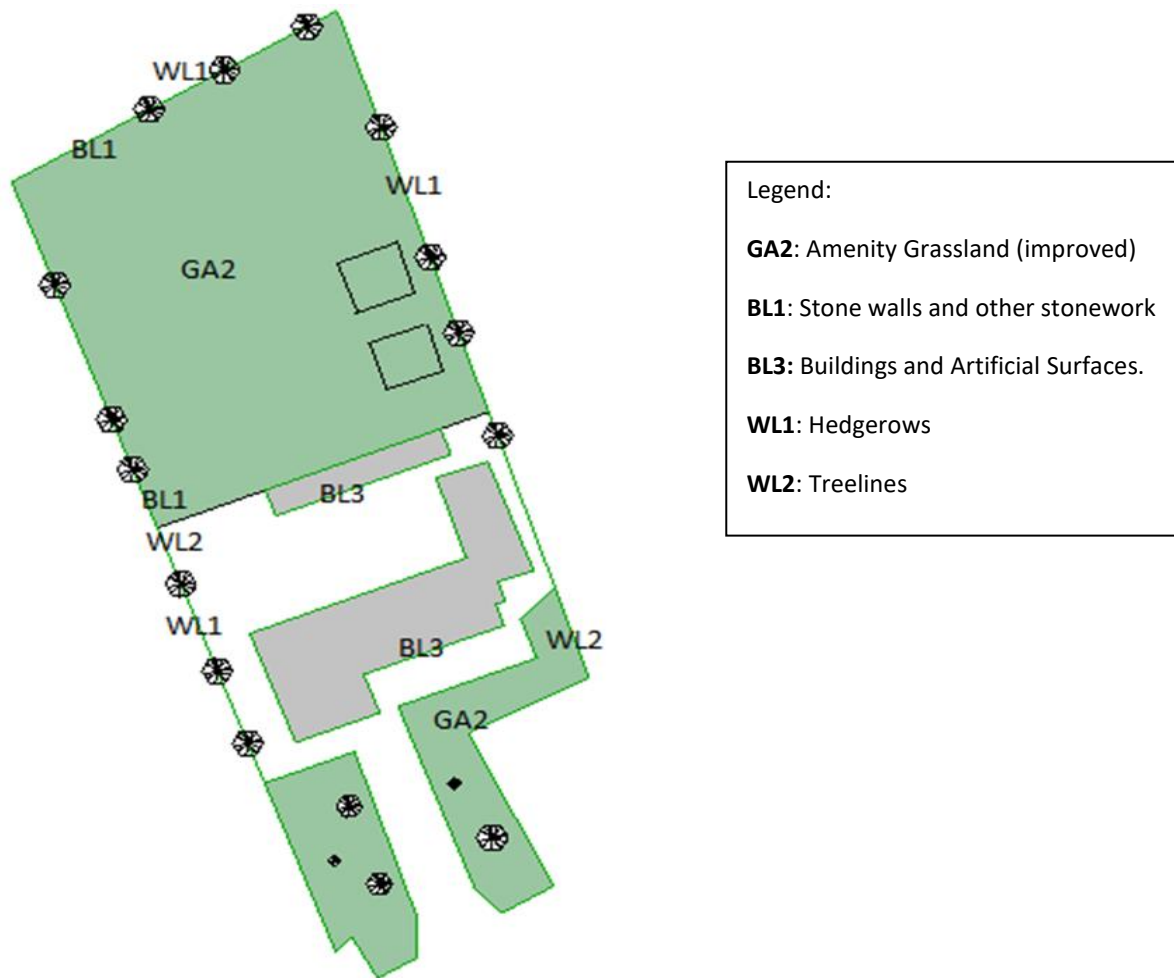 WL1
BL1
WL1
GA2
BL3
BL1
WL2
WL1
BL3
WL2
GA2
Legend:
GA2: Amenity Grassland (improved)
BL1: Stone walls and other stonework
BL3: Buildings and Artificial Surfaces.
WL1: Hedgerows
WL2: Treelines